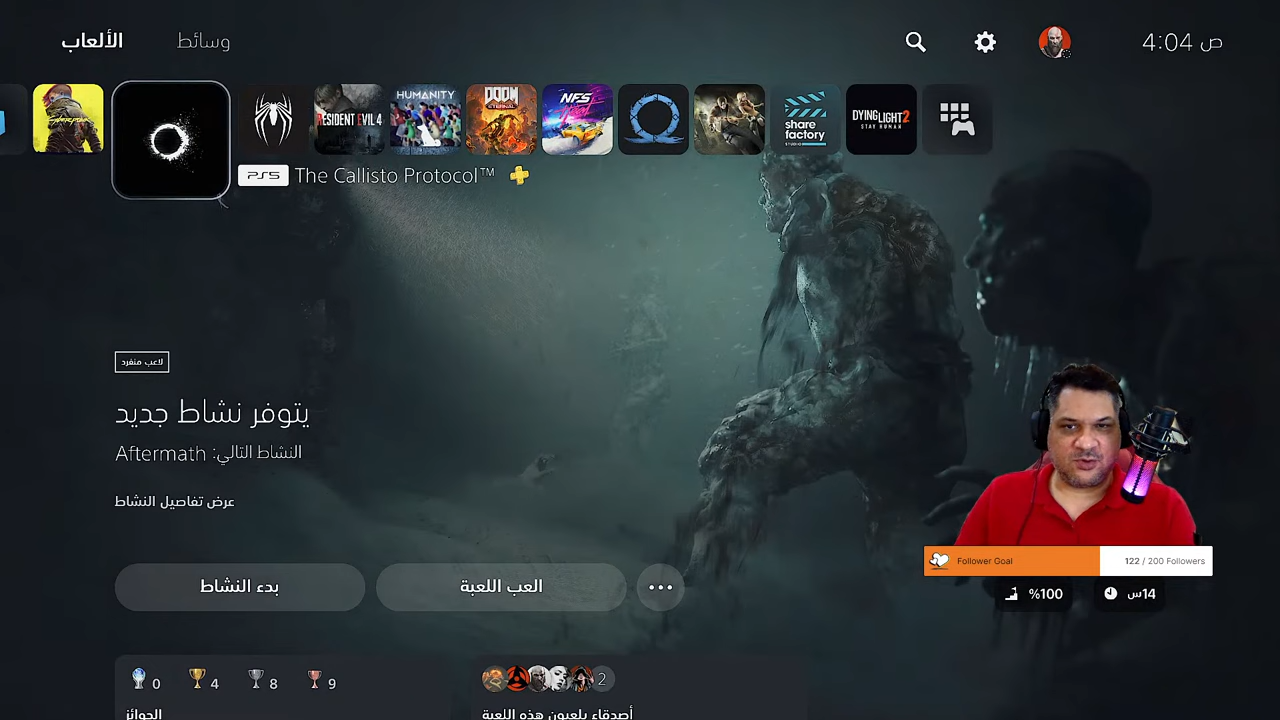 الألعاب
وسائط
4:04 ص
RESIDENT EVIL 4
HUMANITY
DOOM
ETERNAL
NFS
share
factory
STUDIO
DYING LIGHT 2
STAY HUMAN
PS5 The Callisto Protocol™
لاعب منفرد
يتوفر نشاط جديد
النشاط التالي: Aftermath
عرض تفاصيل النشاط
بدء النشاط
العب اللعبة
•••
Follower Goal
122 / 200 Followers
%100
14س
0
4
8
9
2
الجوائز
أصدقاء يلعبون هذه اللعبة